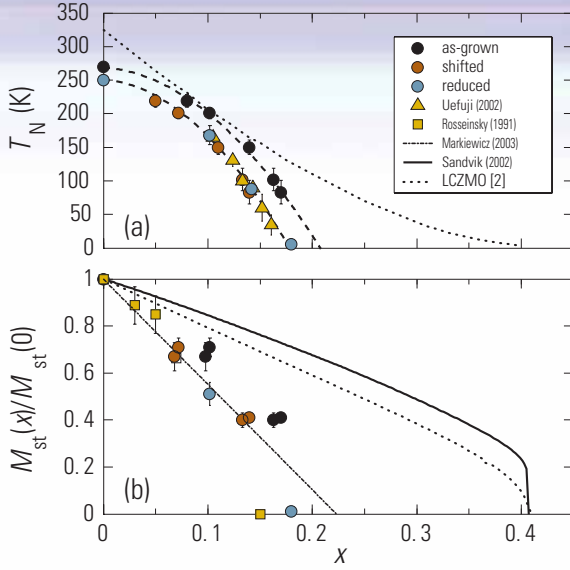 350
300
250
200
150
100
50
0
T_N (K)
(a)
as-grown
shifted
reduced
Uefuji (2002)
Rosseinsky (1991)
Markiewicz (2003)
Sandvik (2002)
LCZMO [2]
1
0.8
0.6
0.4
0.2
0
M_st(x)/M_st(0)
(b)
0 0.1 0.2 0.3 0.4
x